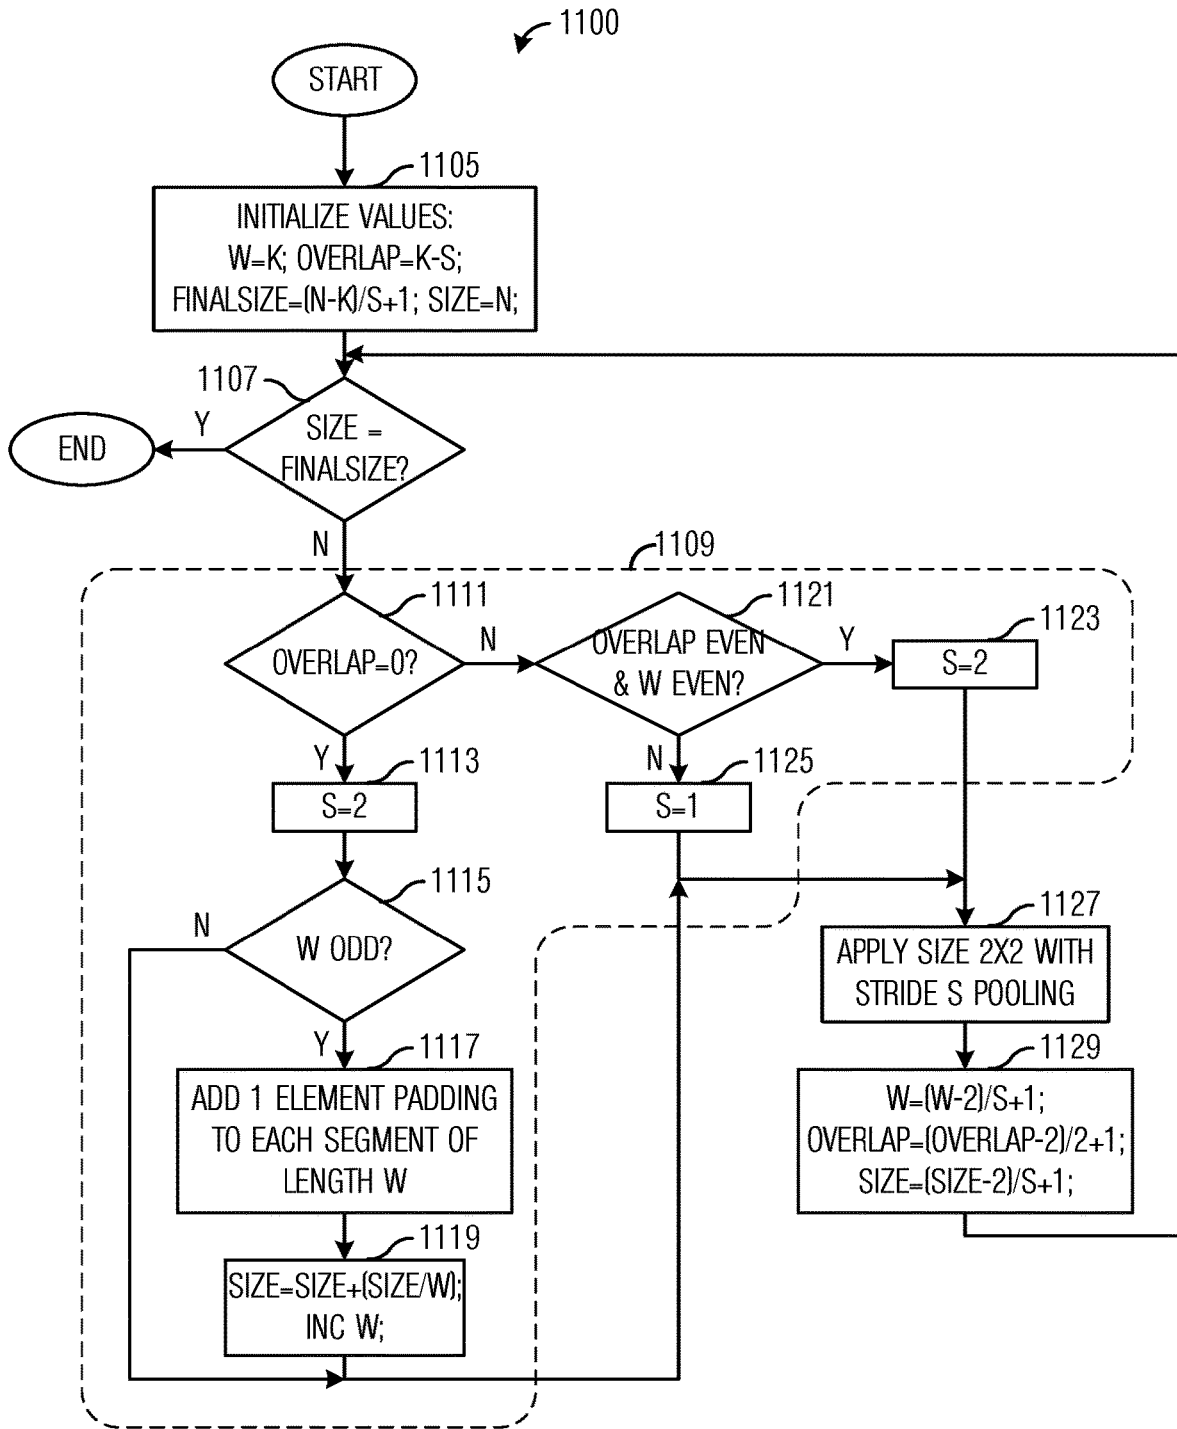 1100
START
1105
INITIALIZE VALUES:
W=K; OVERLAP=K-S;
FINALSIZE=(N-K)/S+1; SIZE=N;
1107
SIZE =
FINALSIZE?
Y
END
N
1109
1111
OVERLAP=0?
N
1121
OVERLAP EVEN
& W EVEN?
Y
1123
S=2
Y
1113
S=2
N
1125
S=1
1115
W ODD?
N
Y
1117
ADD 1 ELEMENT PADDING
TO EACH SEGMENT OF
LENGTH W
1119
SIZE=SIZE+(SIZE/W);
INC W;
1127
APPLY SIZE 2X2 WITH
STRIDE S POOLING
1129
W=(W-2)/S+1;
OVERLAP=(OVERLAP-2)/2+1;
SIZE=(SIZE-2)/S+1;